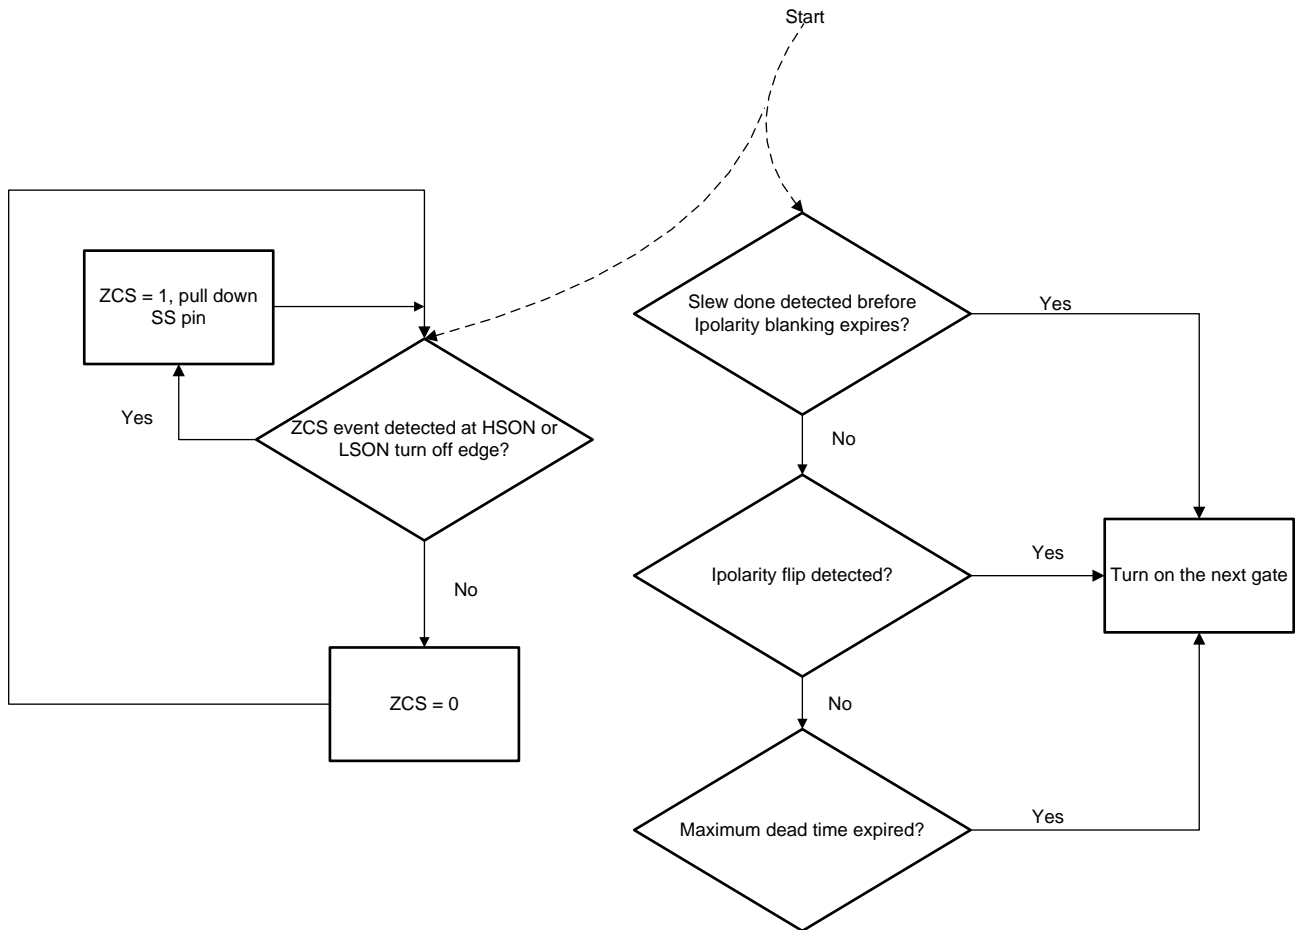 Start
ZCS = 1, pull down
SS pin
Yes
ZCS event detected at HSON or
LSON turn off edge?
No
ZCS = 0
Slew done detected brefore
Ipolarity blanking expires?
Yes
No
Ipolarity flip detected?
Yes
Turn on the next gate
No
Maximum dead time expired?
Yes